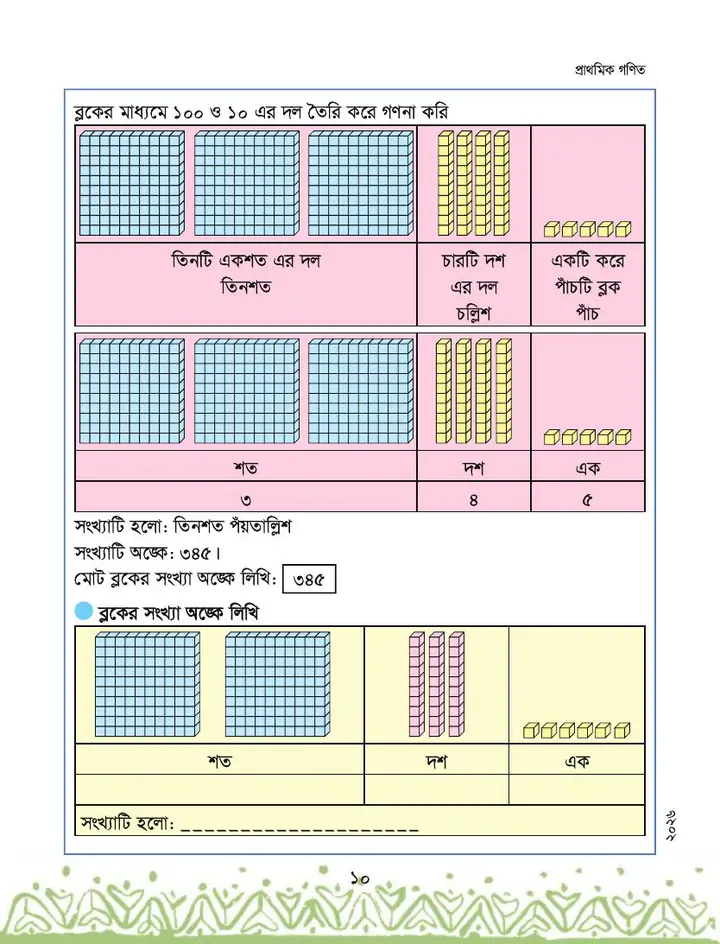 প্রাথমিক গণিত
ব্লকের মাধ্যমে ১০০ ও ১০ এর দল তৈরি করে গণনা করি
তিনটি একশত এর দল
তিনশত
চারটি দশ
এর দল
চল্লিশ
একটি করে
পাঁচটি ব্লক
পাঁচ
শত দশ এক
৩ ৪ ৫
সংখ্যাটি হলো: তিনশত পঁয়তাল্লিশ
সংখ্যাটি অঙ্কে: ৩৪৫।
মোট ব্লকের সংখ্যা অঙ্কে লিখি: ৩৪৫
ব্লকের সংখ্যা অঙ্কে লিখি
শত দশ এক
সংখ্যাটি হলো: _ _ _ _ _ _ _ _ _ _ _ _ _ _ _ _ _ _ _ _
২০২৬
১০